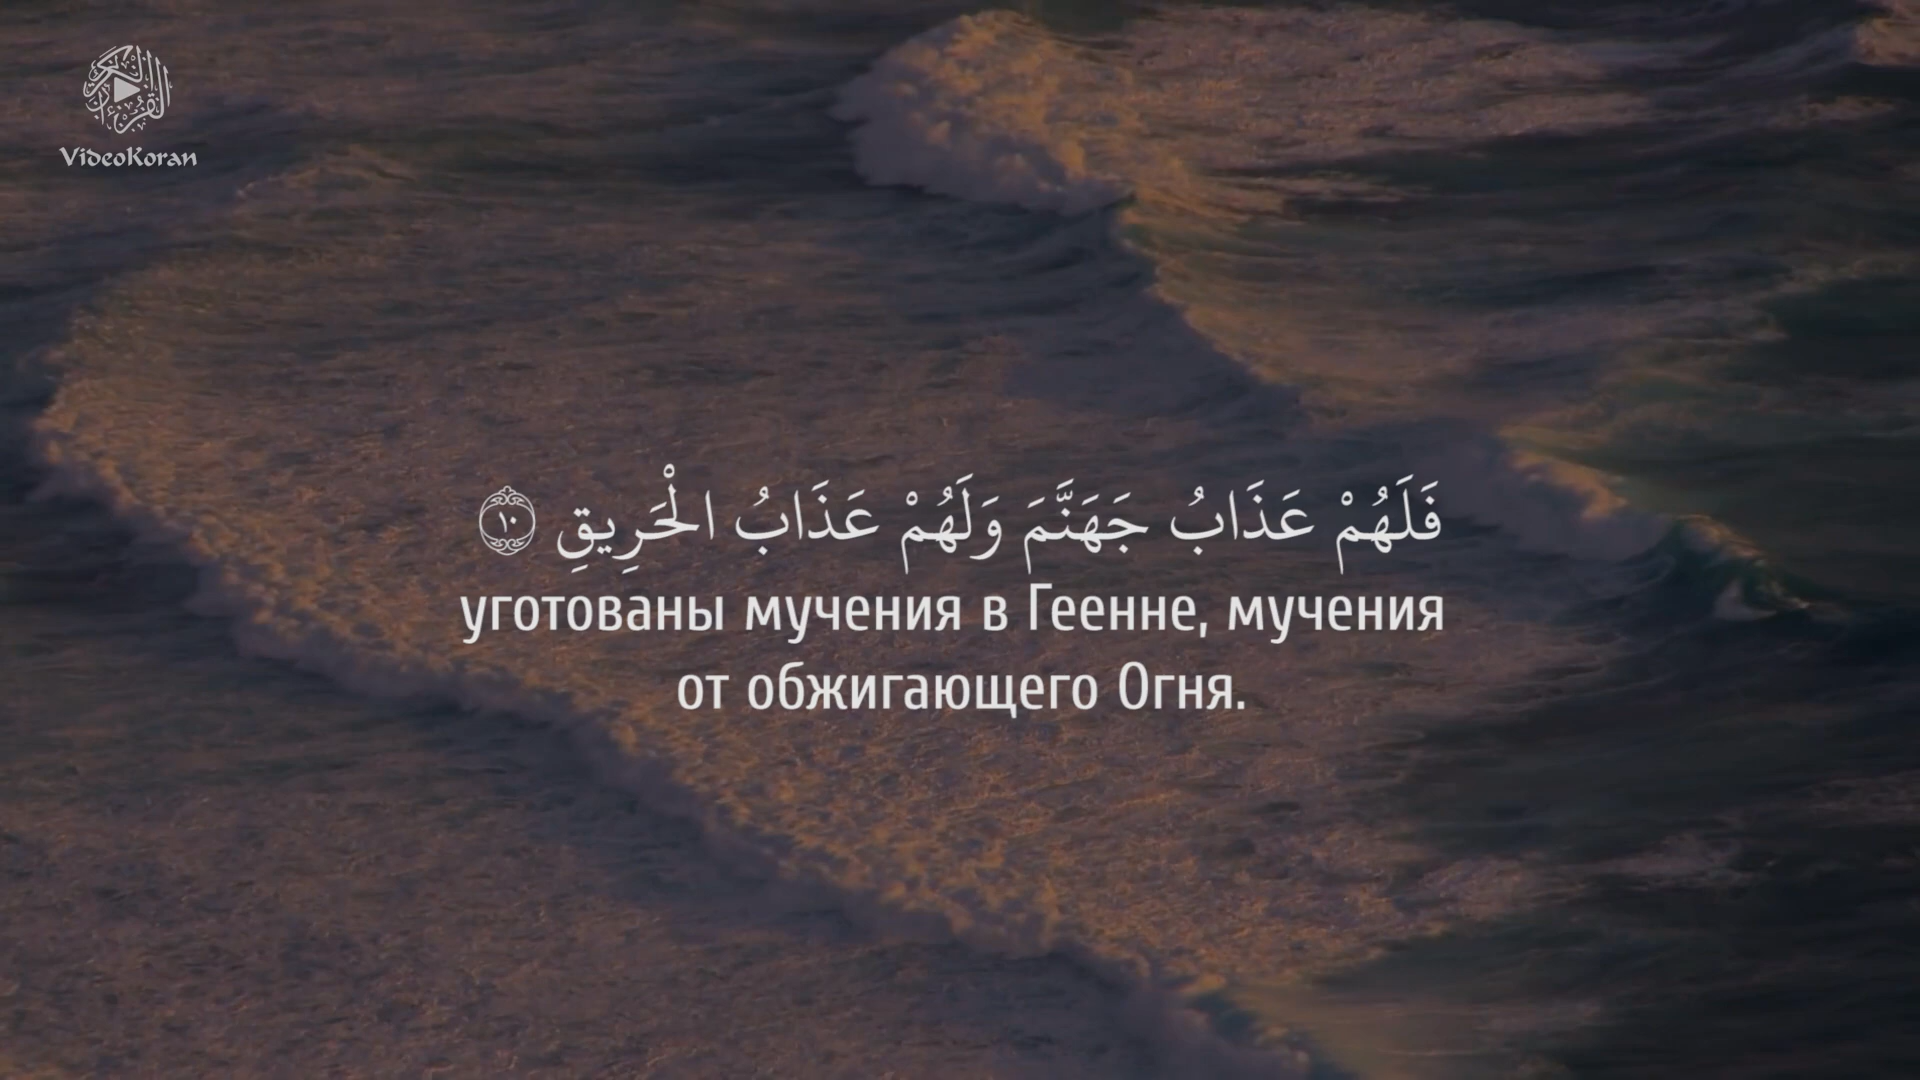 VideoKoran
فَلَهُمْ عَذَابُ جَهَنَّمَ وَلَهُمْ عَذَابُ الْحَرِيقِ ١٠
уготованы мучения в Геенне, мучения
от обжигающего Огня.